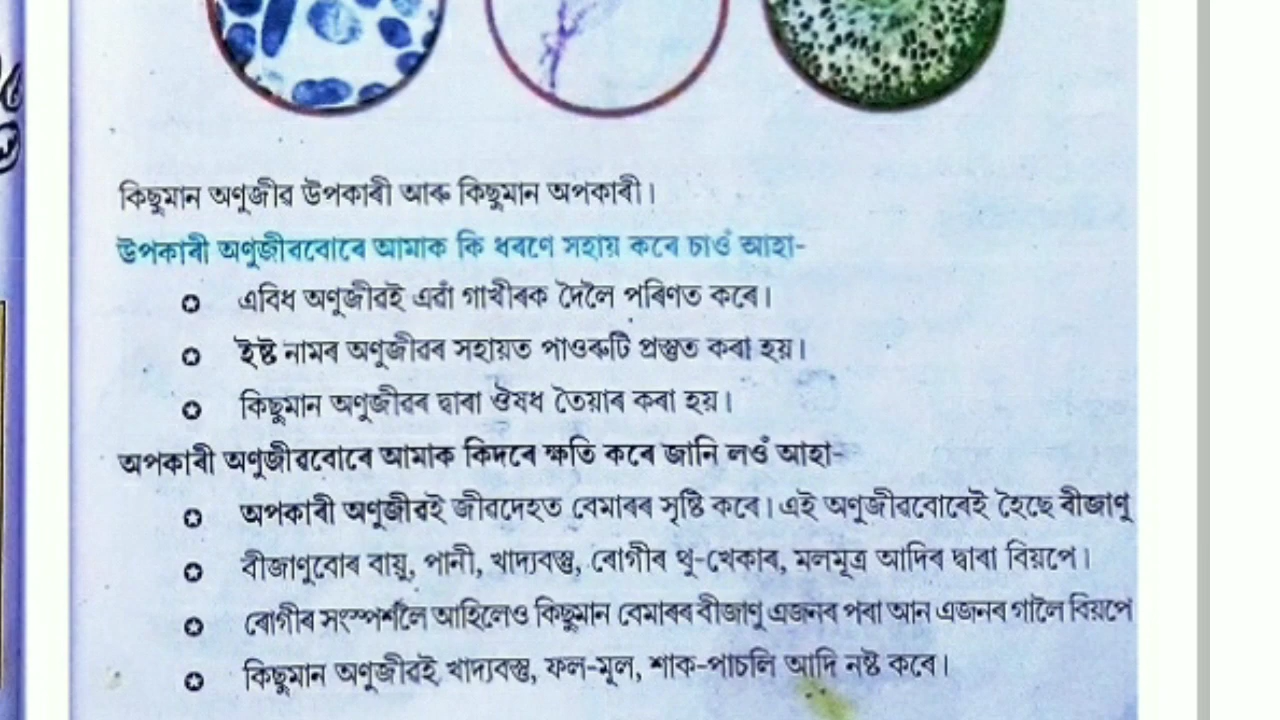 কিছুমান অণুজীৱ উপকাৰী আৰু কিছুমান অপকাৰী।
উপকাৰী অণুজীৱবোৰে আমাক কি ধৰণে সহায় কৰে চাওঁ আহা-
✪ এবিধ অণুজীৱই এৱাঁ গাখীৰক দৈলৈ পৰিণত কৰে।
✪ ইষ্ট নামৰ অণুজীৱৰ সহায়ত পাওৰুটি প্ৰস্তুত কৰা হয়।
✪ কিছুমান অণুজীৱৰ দ্বাৰা ঔষধ তৈয়াৰ কৰা হয়।
অপকাৰী অণুজীৱবোৰে আমাক কিদৰে ক্ষতি কৰে জানি লওঁ আহা-
✪ অপকাৰী অণুজীৱই জীৱদেহত বেমাৰৰ সৃষ্টি কৰে। এই অণুজীৱবোৰেই হৈছে বীজাণু
✪ বীজাণুবোৰ বায়ু, পানী, খাদ্যবস্তু, ৰোগীৰ থু-খেকাৰ, মলমূত্ৰ আদিৰ দ্বাৰা বিয়পে।
✪ ৰোগীৰ সংস্পৰ্শলৈ আহিলেও কিছুমান বেমাৰৰ বীজাণু এজনৰ পৰা আন এজনৰ গালৈ বিয়পে
✪ কিছুমান অণুজীৱই খাদ্যবস্তু, ফল-মূল, শাক-পাচলি আদি নষ্ট কৰে।